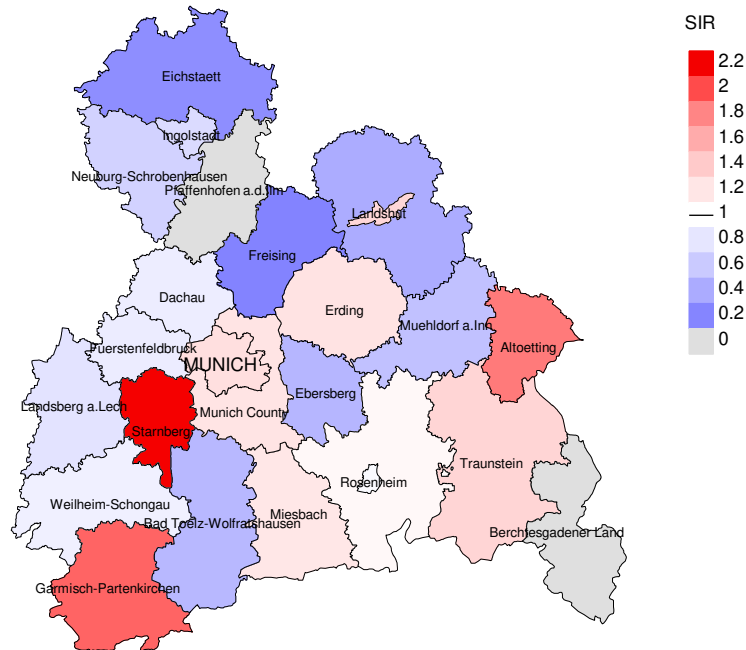 SIR
2.2
2
1.8
1.6
1.4
1.2
1
0.8
0.6
0.4
0.2
0
Eichstaett
Ingolstadt
Neuburg-Schrobenhausen
Pfaffenhofen a.d.Ilm
Landshut
Freising
Dachau
Erding
Muehldorf a.Inn
Altoetting
Fuerstenfeldbruck
MUNICH
Ebersberg
Landsberg a.Lech
Munich County
Starnberg
Traunstein
Rosenheim
Weilheim-Schongau
Miesbach
Bad Toelz-Wolfratshausen
Berchtesgadener Land
Garmisch-Partenkirchen